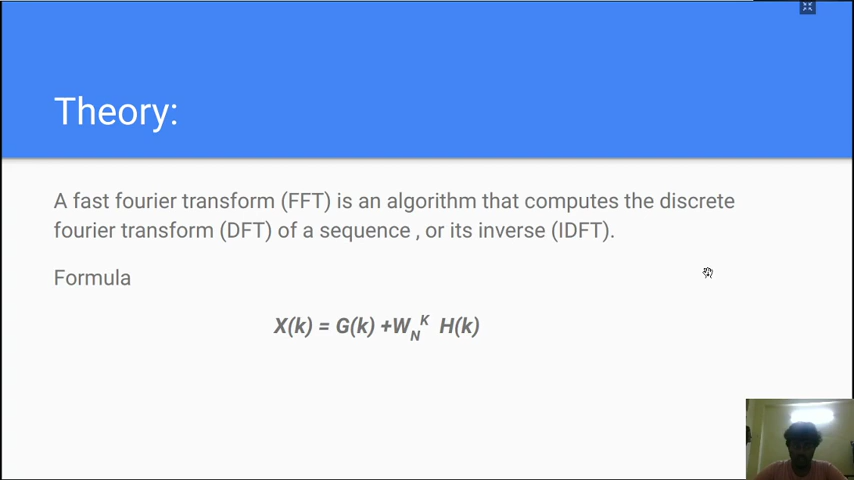 Theory:
A fast fourier transform (FFT) is an algorithm that computes the discrete
fourier transform (DFT) of a sequence , or its inverse (IDFT).
Formula
X(k) = G(k) +W_N^K H(k)